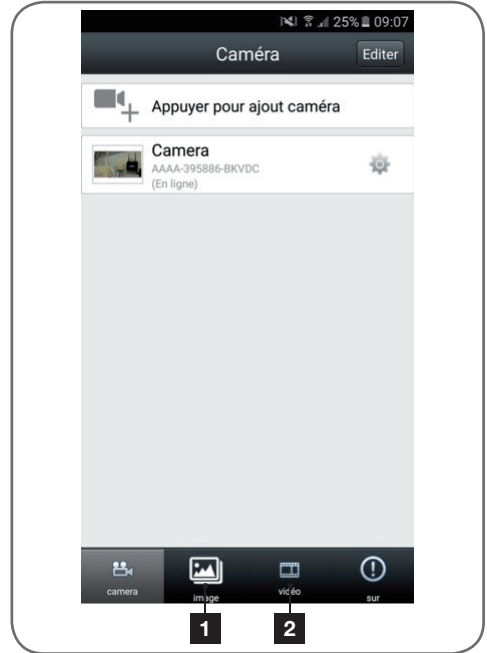 25% 09:07
Caméra Editer
Appuyer pour ajout caméra
Camera
AAAA-395886-BKVDC
(En ligne)
camera image vidéo sur
1 2